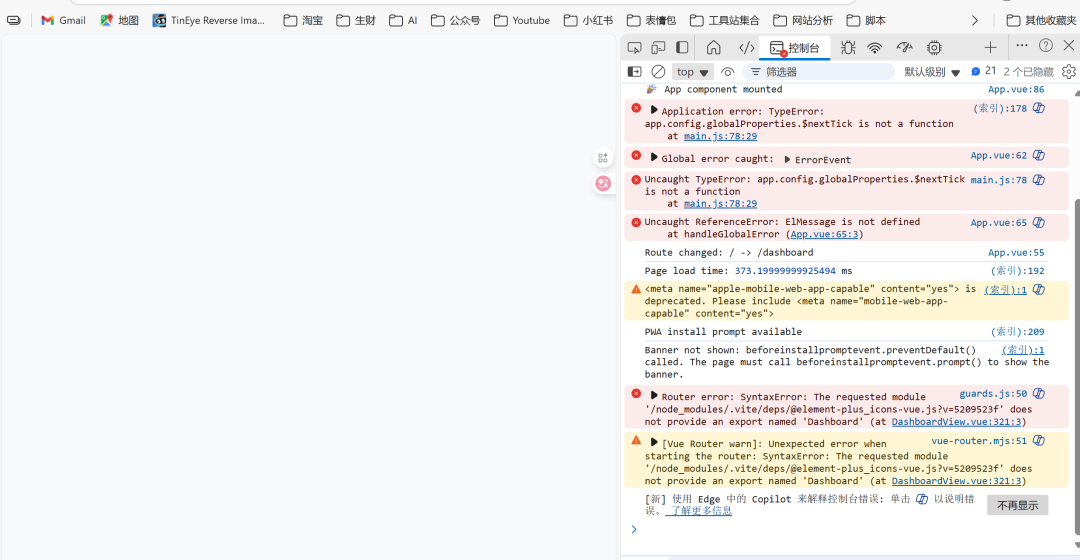 Gmail 地图 TinEye Reverse Ima... 淘宝 生财 AI 公众号 Youtube 小红书 表情包 工具站集合 网站分析 脚本 其他收藏夹
控制台
top 筛选器 默认级别 21 2 个已隐藏
App component mounted App.vue:86
Application error: TypeError: (索引):178
app.config.globalProperties.$nextTick is not a function
at main.js:78:29
Global error caught: ErrorEvent App.vue:62
Uncaught TypeError: app.config.globalProperties.$nextTick main.js:78
is not a function
at main.js:78:29
Uncaught ReferenceError: ElMessage is not defined App.vue:65
at handleGlobalError (App.vue:65:3)
Route changed: / -> /dashboard App.vue:55
Page load time: 373.19999999925494 ms (索引):192
<meta name="apple-mobile-web-app-capable" content="yes"> is (索引):1
deprecated. Please include <meta name="mobile-web-app-
capable" content="yes">
PWA install prompt available (索引):209
Banner not shown: beforeinstallpromptevent.preventDefault() (索引):1
called. The page must call beforeinstallpromptevent.prompt() to show the
banner.
Router error: SyntaxError: The requested module guards.js:50
'/node_modules/.vite/deps/@element-plus_icons-vue.js?v=5209523f' does
not provide an export named 'Dashboard' (at DashboardView.vue:321:3)
[Vue Router warn]: Unexpected error when vue-router.mjs:51
starting the router: SyntaxError: The requested module
'/node_modules/.vite/deps/@element-plus_icons-vue.js?v=5209523f' does
not provide an export named 'Dashboard' (at DashboardView.vue:321:3)
[新] 使用 Edge 中的 Copilot 来解释控制台错误: 单击 以说明错 不再显示
误。 了解更多信息